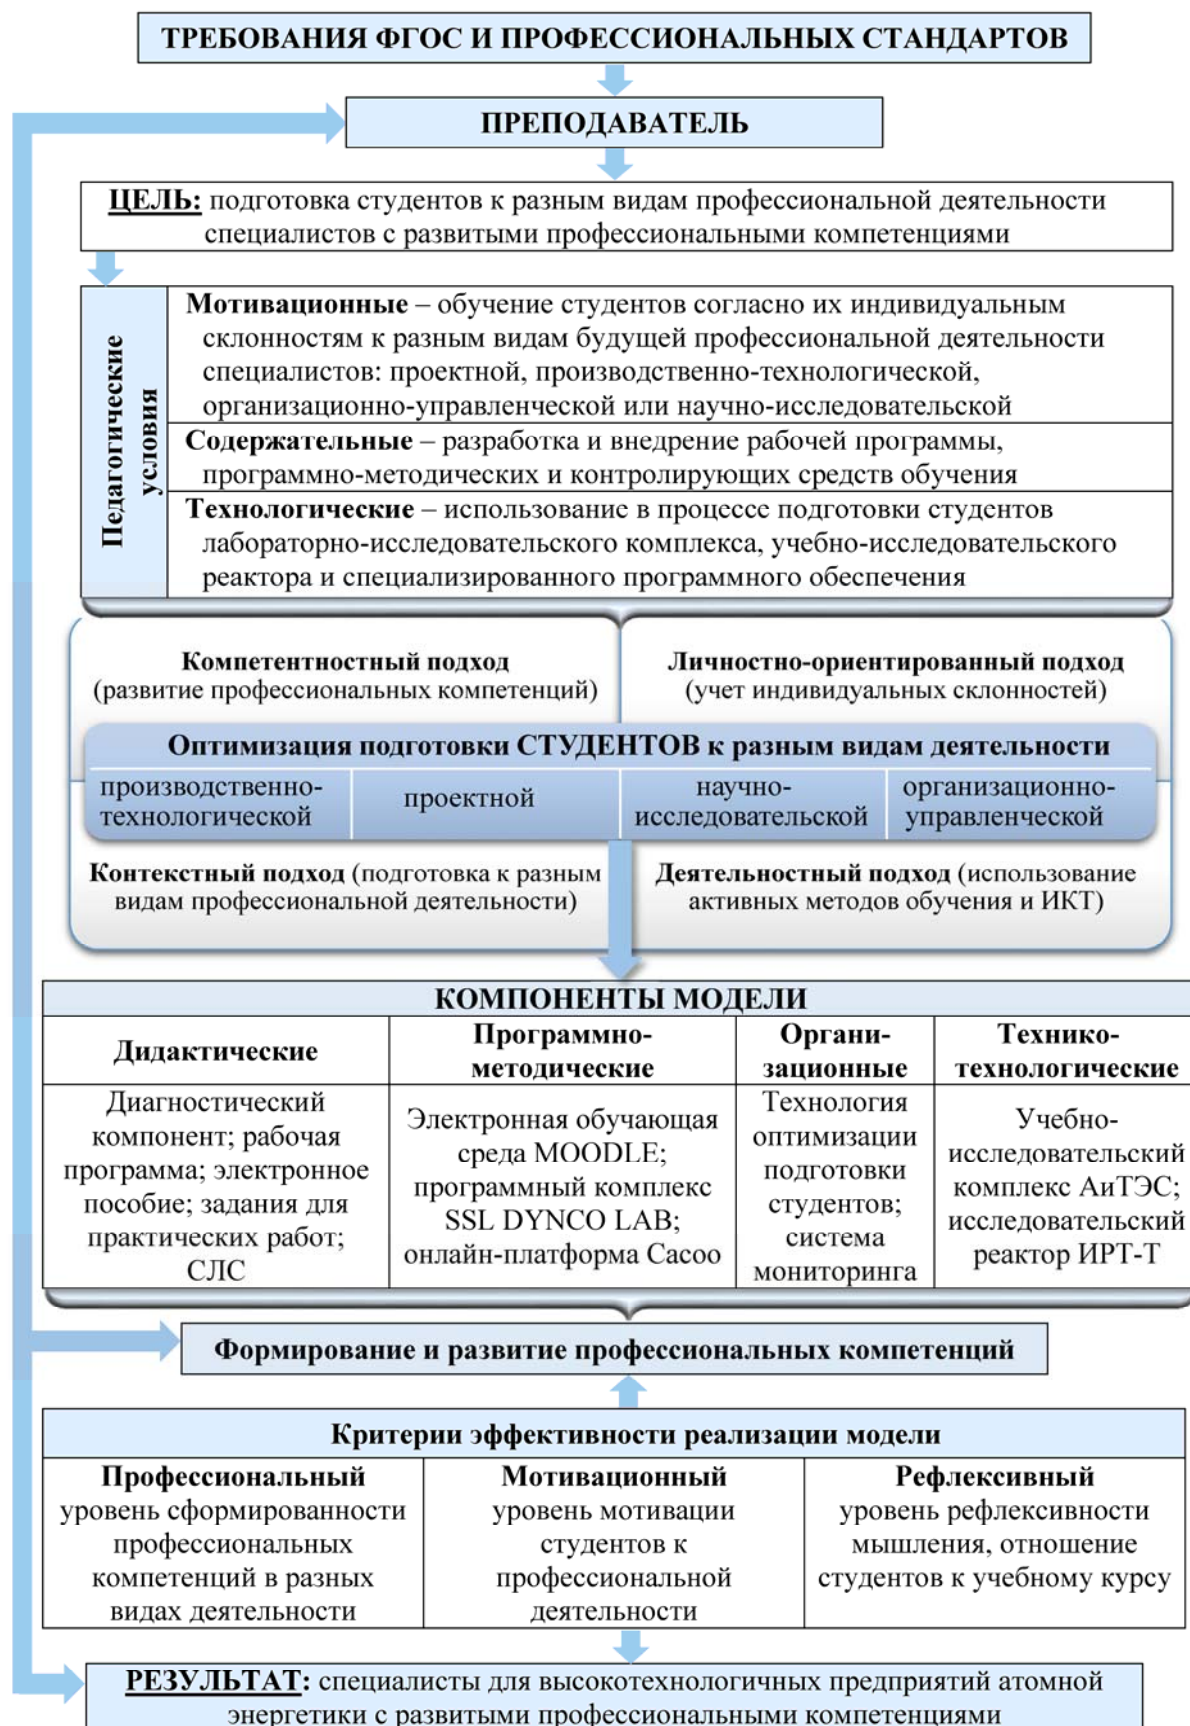 ТРЕБОВАНИЯ ФГОС И ПРОФЕССИОНАЛЬНЫХ СТАНДАРТОВ
ПРЕПОДАВАТЕЛЬ
ЦЕЛЬ: подготовка студентов к разным видам профессиональной деятельности
специалистов с развитыми профессиональными компетенциями
Педагогические
условия
Мотивационные – обучение студентов согласно их индивидуальным
склонностям к разным видам будущей профессиональной деятельности
специалистов: проектной, производственно-технологической,
организационно-управленческой или научно-исследовательской
Содержательные – разработка и внедрение рабочей программы,
программно-методических и контролирующих средств обучения
Технологические – использование в процессе подготовки студентов
лабораторно-исследовательского комплекса, учебно-исследовательского
реактора и специализированного программного обеспечения
Компетентностный подход
(развитие профессиональных компетенций)
Личностно-ориентированный подход
(учет индивидуальных склонностей)
Оптимизация подготовки СТУДЕНТОВ к разным видам деятельности
производственно-
технологической
проектной
научно-
исследовательской
организационно-
управленческой
Контекстный подход (подготовка к разным
видам профессиональной деятельности)
Деятельностный подход (использование
активных методов обучения и ИКТ)
КОМПОНЕНТЫ МОДЕЛИ
Дидактические
Программно-
методические
Органи-
зационные
Технико-
технологические
Диагностический
компонент; рабочая
программа; электронное
пособие; задания для
практических работ;
СЛС
Электронная обучающая
среда MOODLE;
программный комплекс
SSL DYNCO LAB;
онлайн-платформа Cacoo
Технология
оптимизации
подготовки
студентов;
система
мониторинга
Учебно-
исследовательский
комплекс АиТЭС;
исследовательский
реактор ИРТ-Т
Формирование и развитие профессиональных компетенций
Критерии эффективности реализации модели
Профессиональный
уровень сформированности
профессиональных
компетенций в разных
видах деятельности
Мотивационный
уровень мотивации
студентов к
профессиональной
деятельности
Рефлексивный
уровень рефлексивности
мышления, отношение
студентов к учебному курсу
РЕЗУЛЬТАТ: специалисты для высокотехнологичных предприятий атомной
энергетики с развитыми профессиональными компетенциями